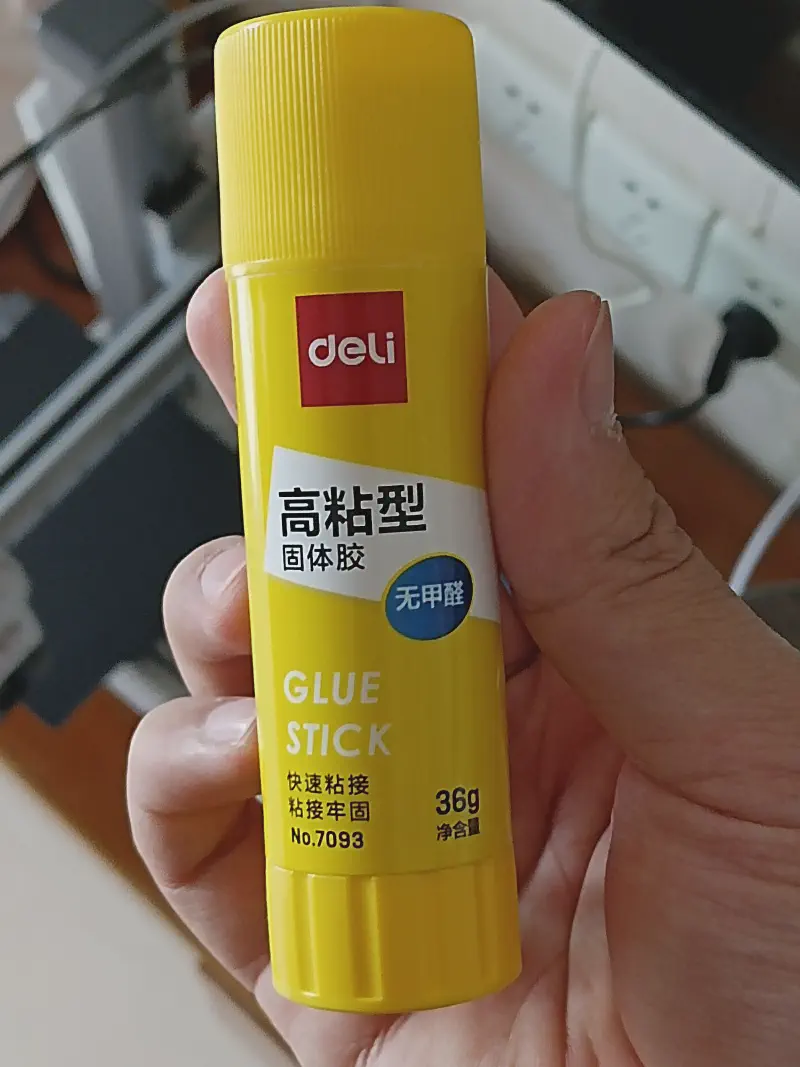 deli
高粘型
固体胶
无甲醛
GLUE
STICK
快速粘接
粘接牢固
No.7093
36g
净含量